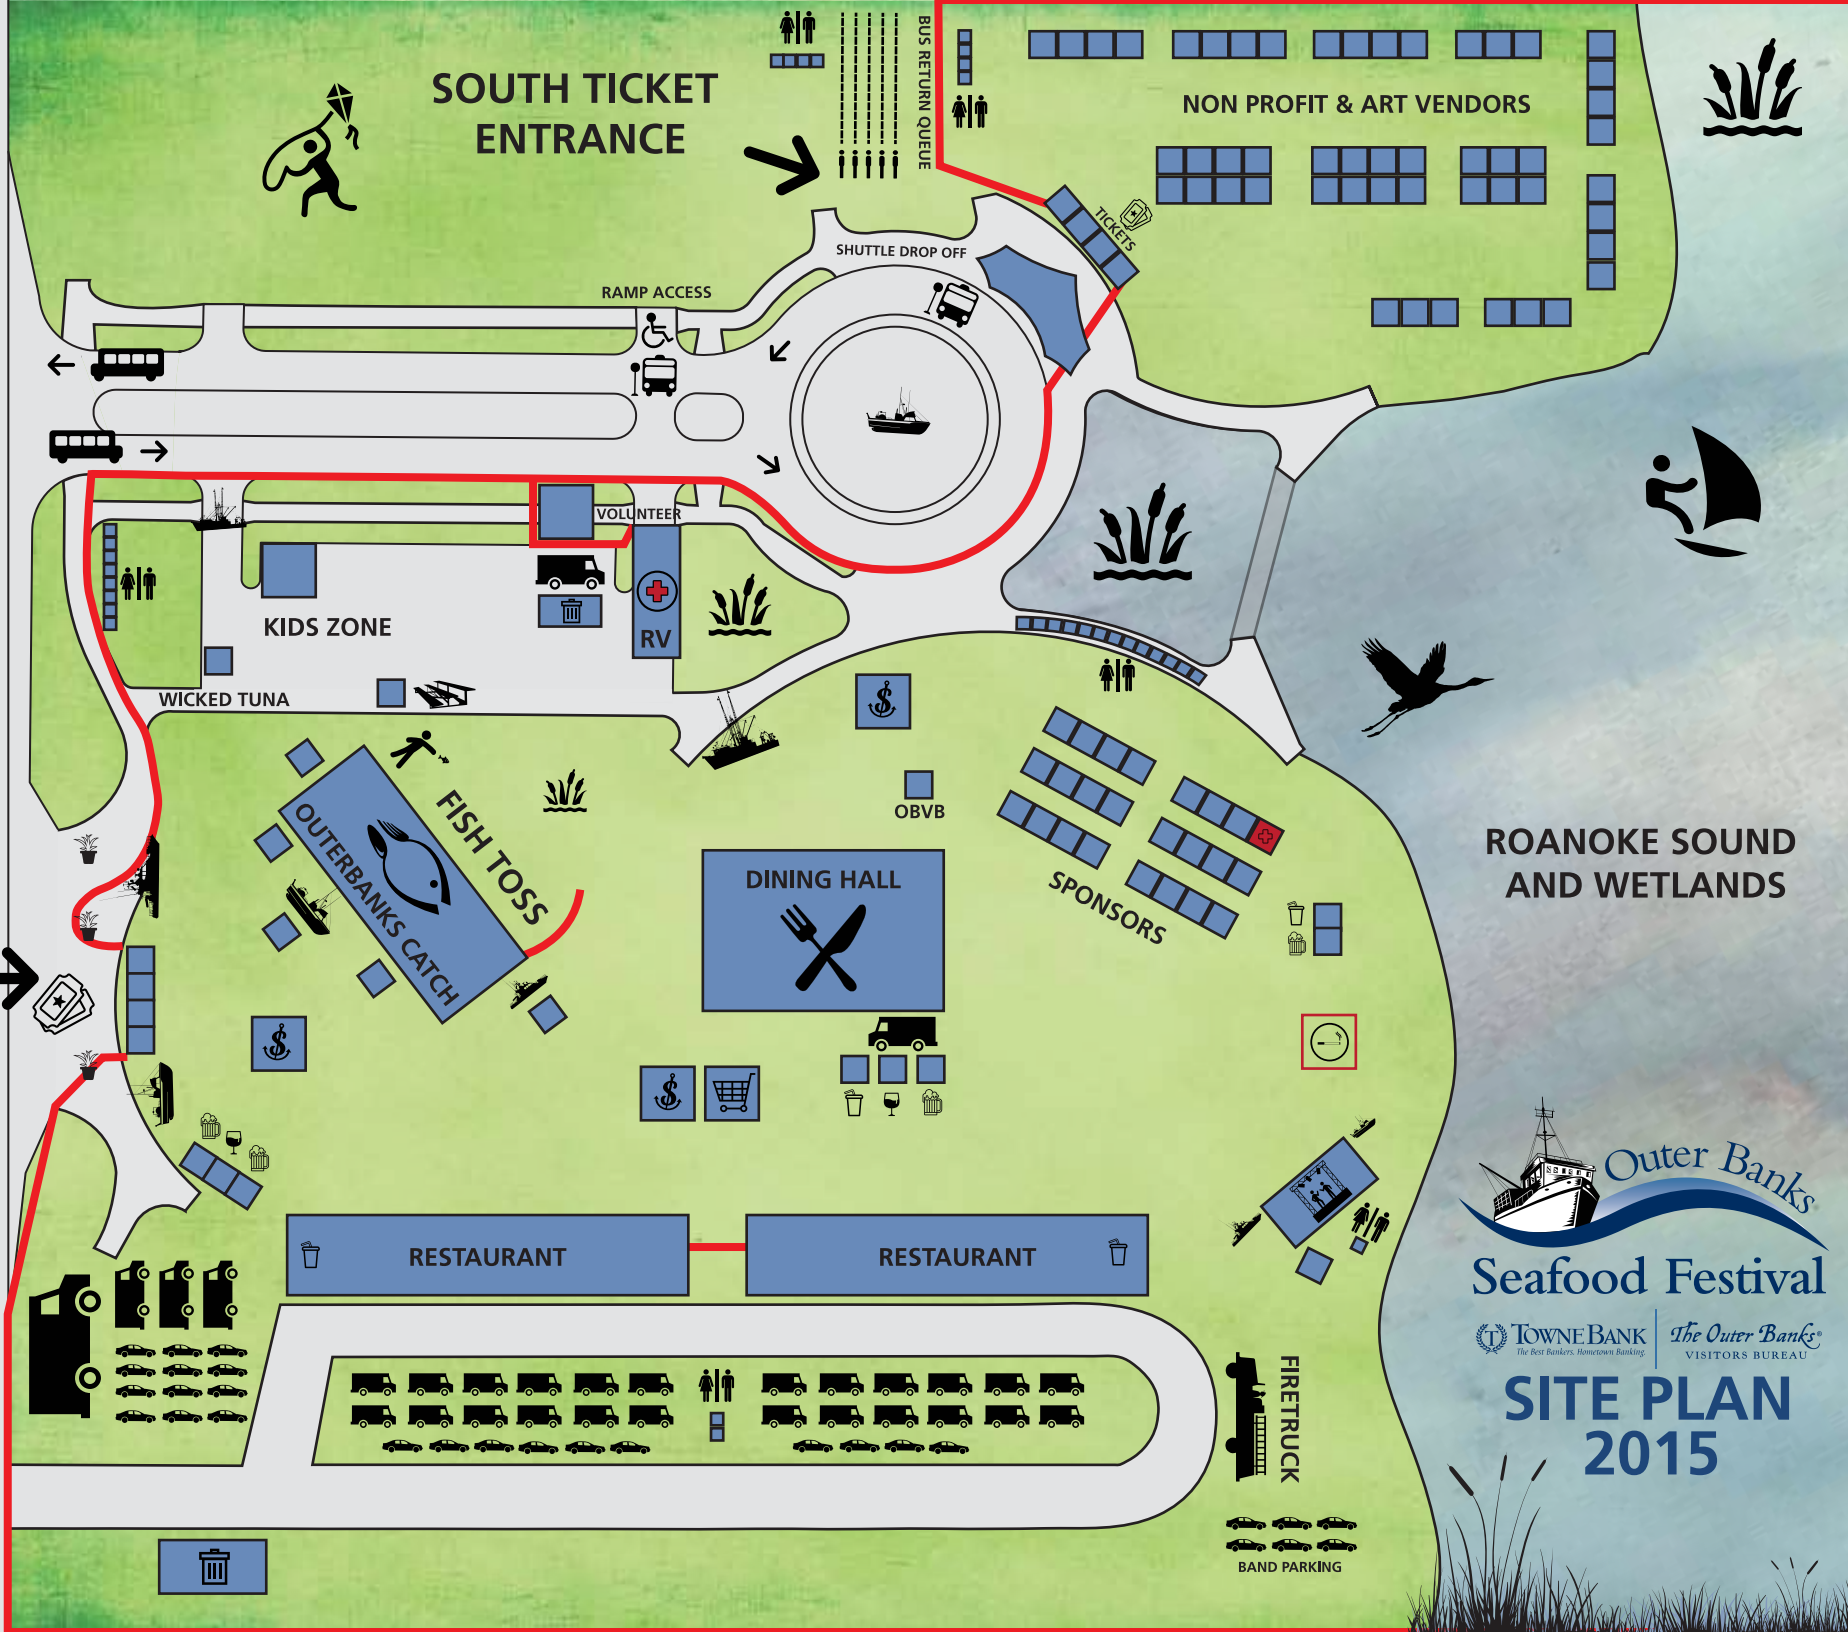 SOUTH TICKET
ENTRANCE
BUS RETURN QUEUE
NON PROFIT & ART VENDORS
TICKETS
SHUTTLE DROP OFF
RAMP ACCESS
VOLUNTEER
KIDS ZONE
RV
WICKED TUNA
FISH TOSS
OUTERBANKS CATCH
OBVB
DINING HALL
SPONSORS
ROANOKE SOUND
AND WETLANDS
RESTAURANT
RESTAURANT
Outer Banks
Seafood Festival
TOWNEBANK
The Best Bankers. Hometown Banking.
The Outer Banks®
VISITORS BUREAU
SITE PLAN
2015
FIRETRUCK
BAND PARKING